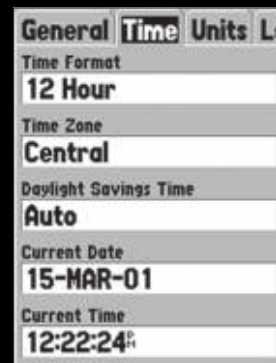 General Time Units
Time Format
12 Hour
Time Zone
Central
Daylight Savings Time
Auto
Current Date
15-MAR-01
Current Time
12:22:24PM